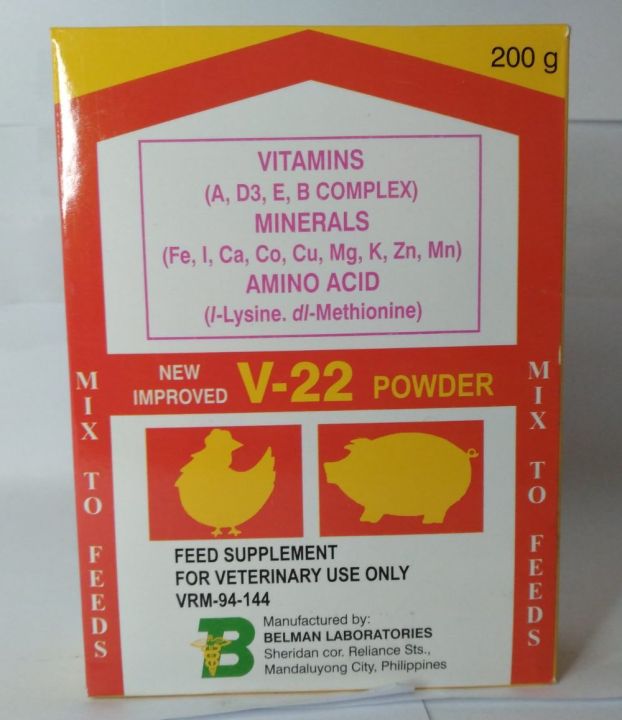 200 g
VITAMINS
(A, D3, E, B COMPLEX)
MINERALS
(Fe, I, Ca, Co, Cu, Mg, K, Zn, Mn)
AMINO ACID
(l-Lysine. dl-Methionine)
NEW
IMPROVED
V-22 POWDER
MIX TO FEEDS
MIX TO FEEDS
FEED SUPPLEMENT
FOR VETERINARY USE ONLY
VRM-94-144
B
Manufactured by:
BELMAN LABORATORIES
Sheridan cor. Reliance Sts.,
Mandaluyong City, Philippines